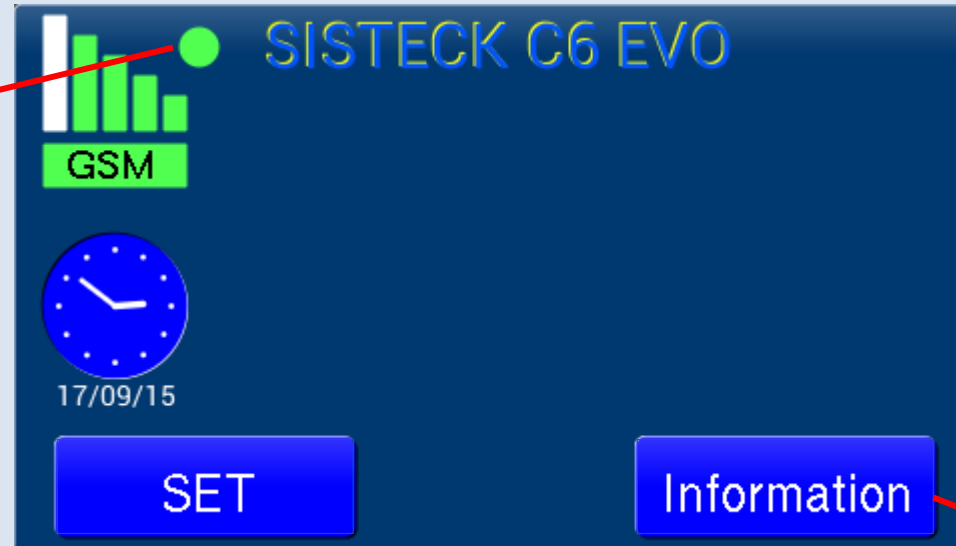 SISTECK C6 EVO
GSM
17/09/15
SET
Information